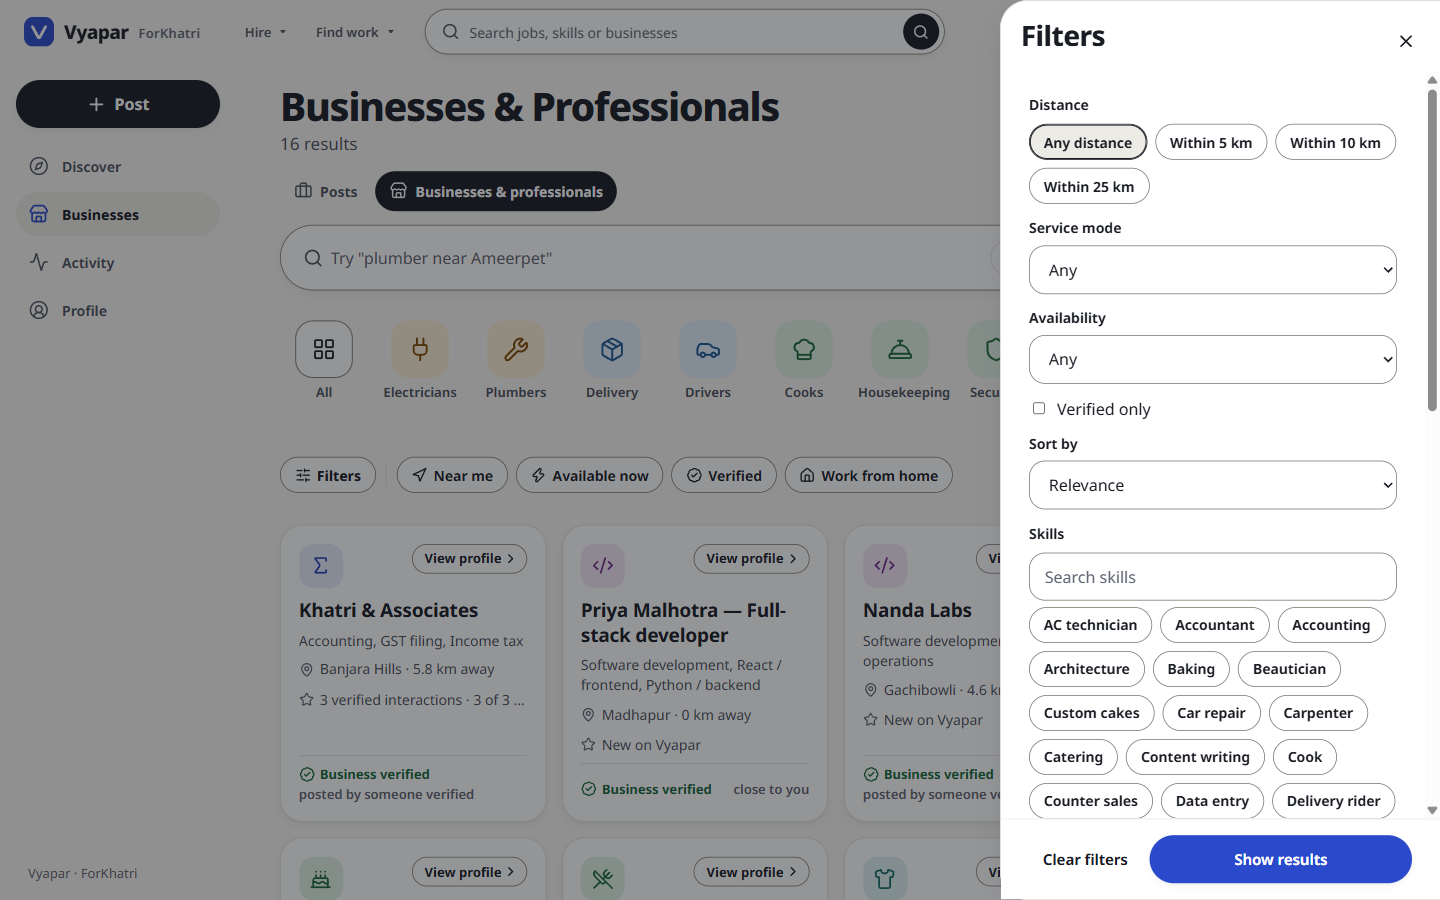 Vyapar ForKhatri
Hire
Find work
Search jobs, skills or businesses
Post
Discover
Businesses
Activity
Profile
Vyapar · ForKhatri
Businesses & Professionals
16 results
Posts
Businesses & professionals
Try "plumber near Ameerpet"
All
Electricians
Plumbers
Delivery
Drivers
Cooks
Housekeeping
Secu
Filters
Near me
Available now
Verified
Work from home
View profile
Khatri & Associates
Accounting, GST filing, Income tax
Banjara Hills · 5.8 km away
3 verified interactions · 3 of 3 ...
Business verified
posted by someone verified
View profile
Priya Malhotra — Full-
stack developer
Software development, React /
frontend, Python / backend
Madhapur · 0 km away
New on Vyapar
Business verified
close to you
Vi
Nanda Labs
Software developmen
operations
Gachibowli · 4.6 k
New on Vyapar
Business verified
posted by someone ve
View profile
View profile
Vi
Filters
Distance
Any distance
Within 5 km
Within 10 km
Within 25 km
Service mode
Any
Availability
Any
Verified only
Sort by
Relevance
Skills
Search skills
AC technician
Accountant
Accounting
Architecture
Baking
Beautician
Custom cakes
Car repair
Carpenter
Catering
Content writing
Cook
Counter sales
Data entry
Delivery rider
Clear filters
Show results